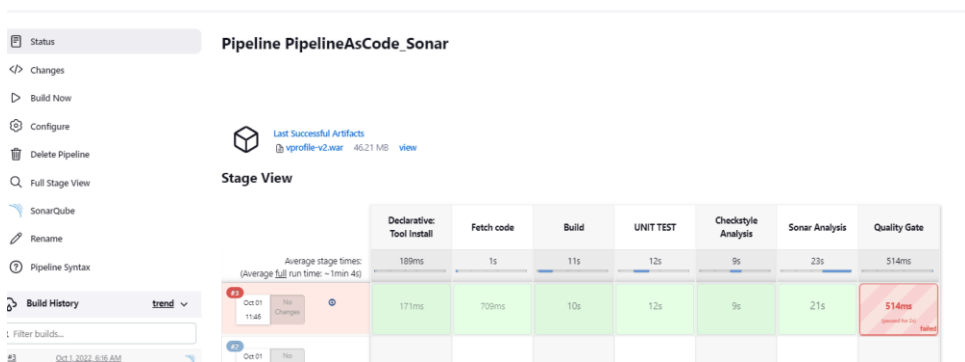 Status
Changes
Build Now
Configure
Delete Pipeline
Full Stage View
SonarQube
Rename
Pipeline Syntax
Build History trend
Filter builds...
#3 Oct 1, 2022, 6:16 AM
Pipeline PipelineAsCode_Sonar
Last Successful Artifacts
vprofile-v2.war 46.21 MB view
Stage View
Declarative: Tool Install Fetch code Build UNIT TEST Checkstyle Analysis Sonar Analysis Quality Gate
Average stage times: 189ms 1s 11s 12s 9s 23s 514ms
(Average full run time: ~1min 4s)
#3
Oct 01 No Changes
11:46
171ms 709ms 10s 12s 9s 21s 514ms
(paused for 2s)
failed
#2
Oct 01 No